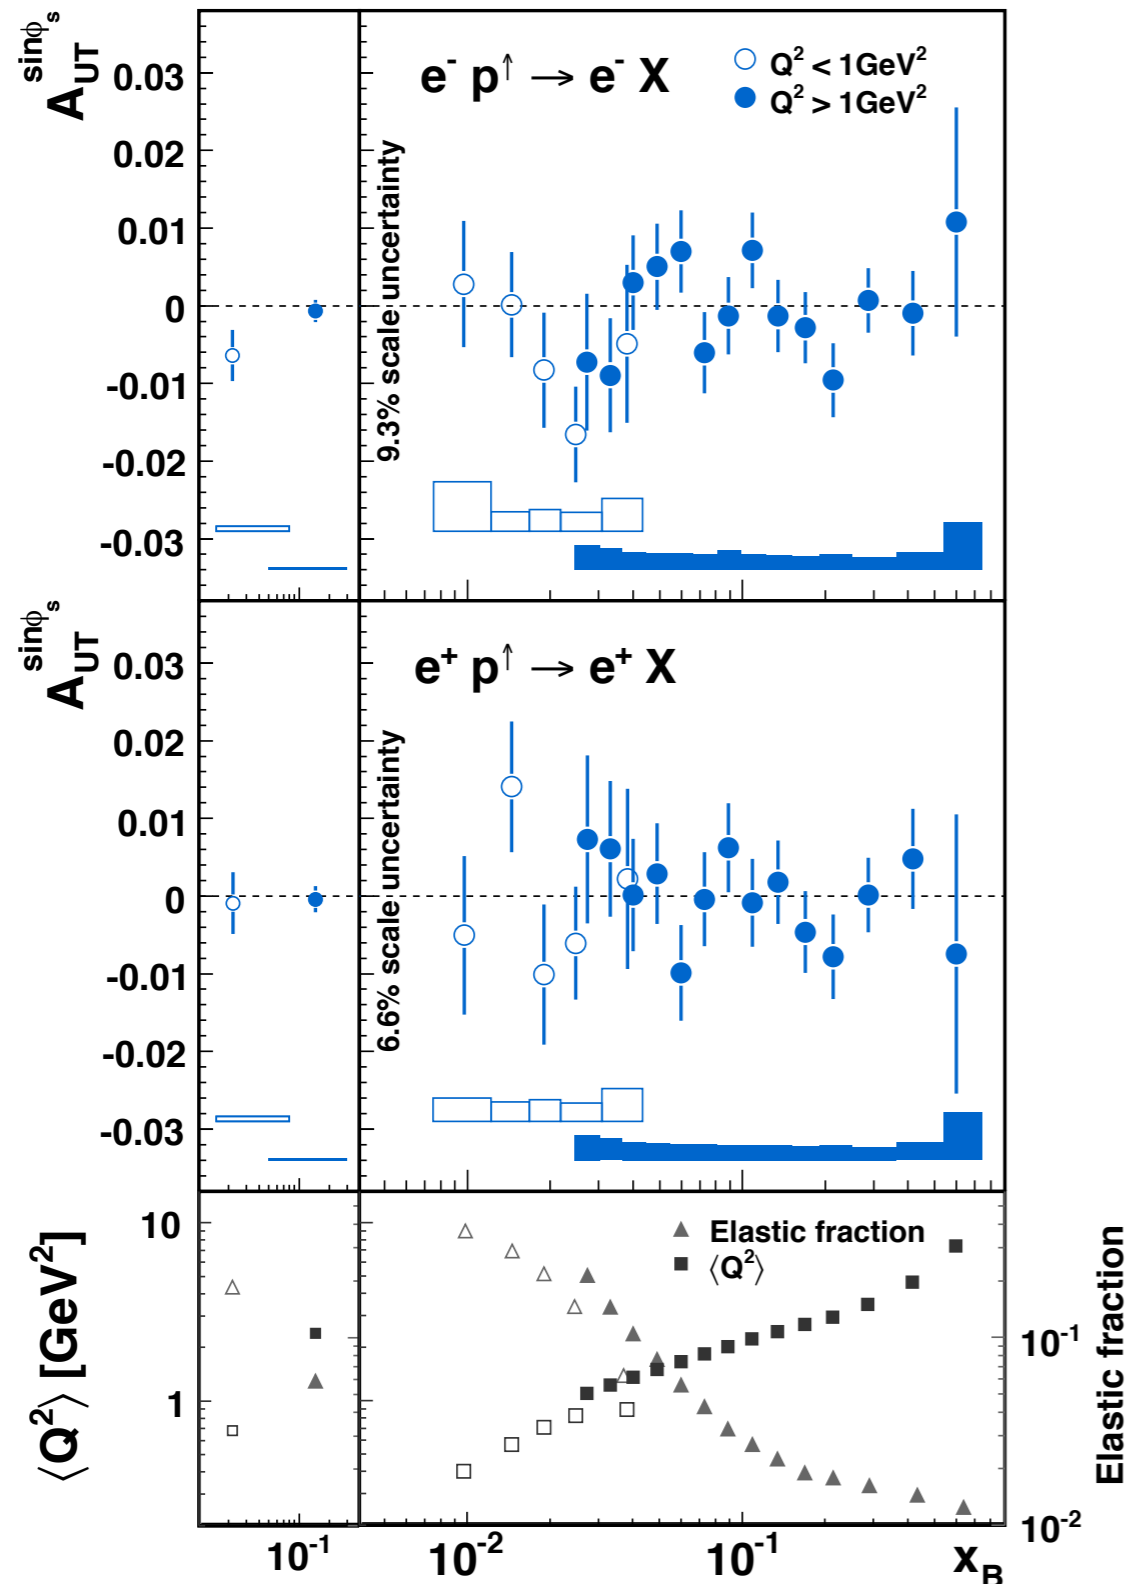 A_UT^sinϕ_s
0.03
0.02
0.01
0
-0.01
-0.02
-0.03
e⁻ p↑ → e⁻ X
Q² < 1GeV²
Q² > 1GeV²
9.3% scale uncertainty
A_UT^sinϕ_s
0.03
0.02
0.01
0
-0.01
-0.02
-0.03
e⁺ p↑ → e⁺ X
6.6% scale uncertainty
⟨Q²⟩ [GeV²]
10
1
Elastic fraction
⟨Q²⟩
10⁻¹
10⁻²
Elastic fraction
10⁻¹
10⁻²
10⁻¹
x_B